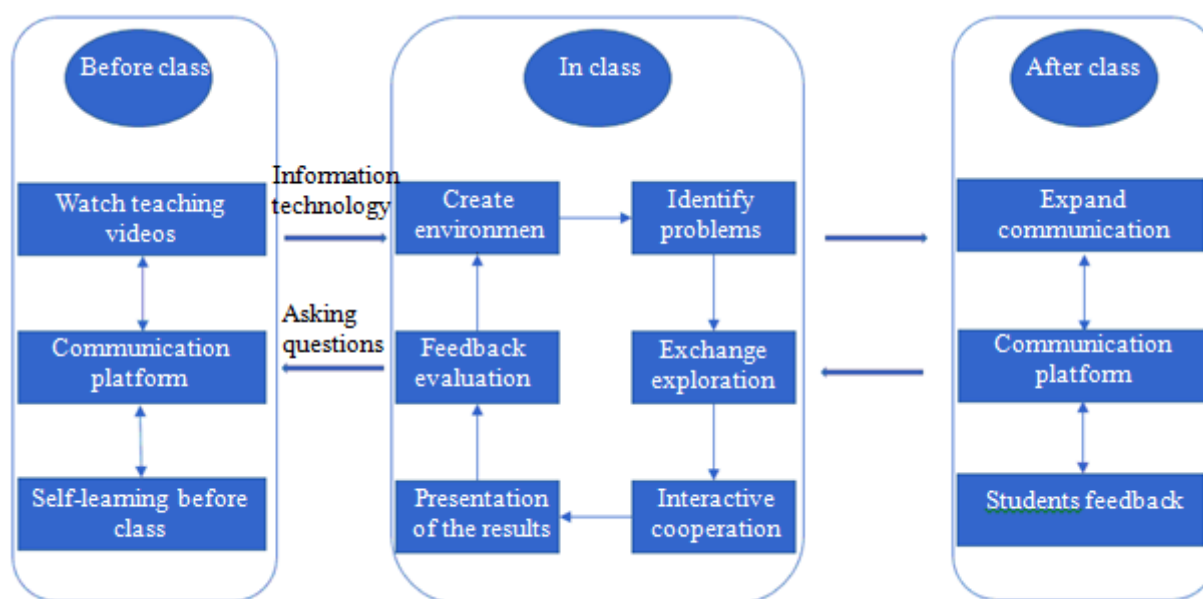 Before class
Watch teaching
videos
Communication
platform
Self-learning before
class
Information
technology
Asking
questions
In class
Create
environmen
Identify
problems
Feedback
evaluation
Exchange
exploration
Presentation
of the results
Interactive
cooperation
After class
Expand
communication
Communication
platform
Students feedback